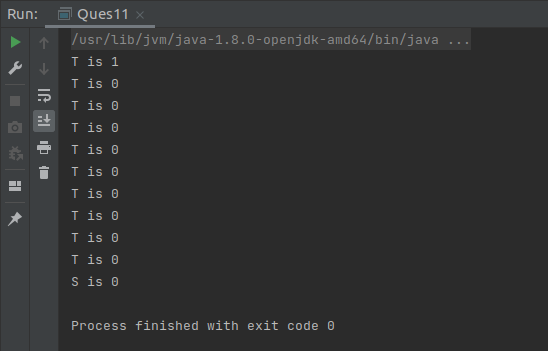 Run: Ques11
/usr/lib/jvm/java-1.8.0-openjdk-amd64/bin/java ...
T is 1
T is 0
T is 0
T is 0
T is 0
T is 0
T is 0
T is 0
T is 0
T is 0
S is 0
Process finished with exit code 0